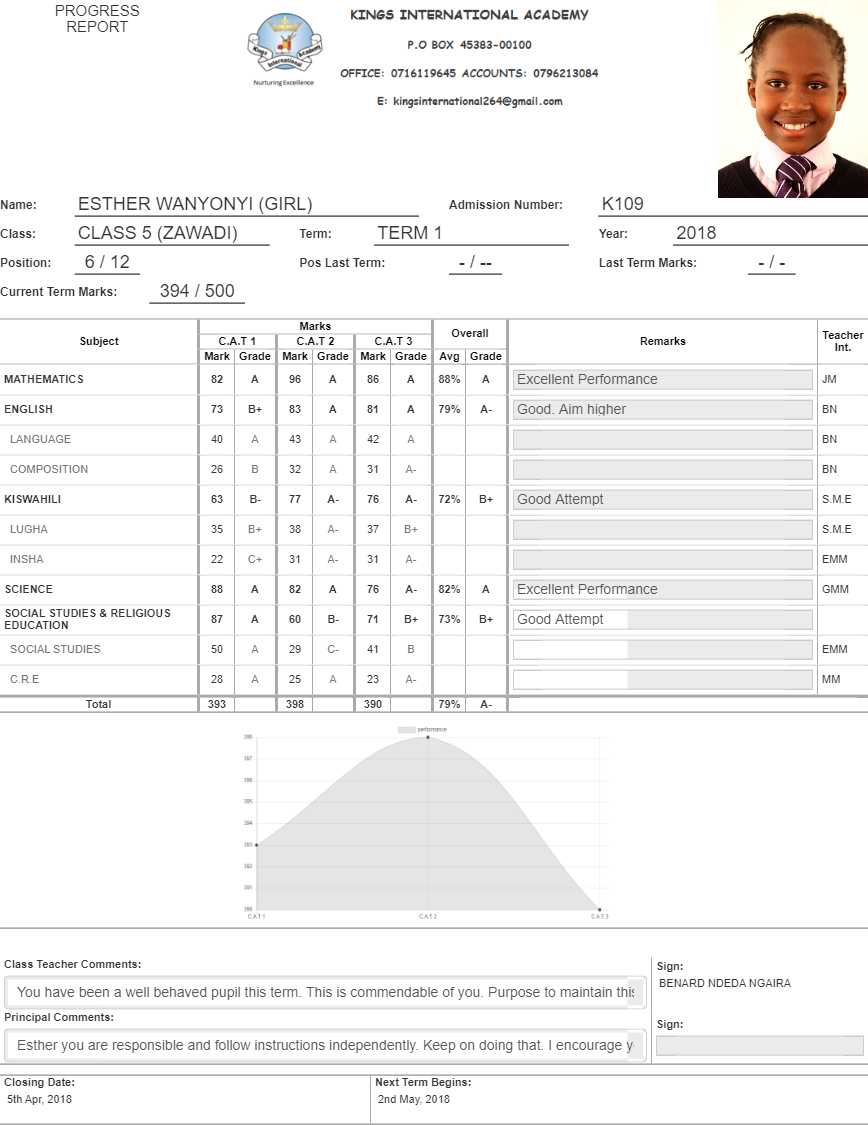 PROGRESS
REPORT
KINGS INTERNATIONAL ACADEMY
P.O BOX 45383-00100
OFFICE: 0716119645 ACCOUNTS: 0796213084
E: kingsinternational264@gmail.com
Kings International Academy
Nurturing Excellence
Name: ESTHER WANYONYI (GIRL) Admission Number: K109
Class: CLASS 5 (ZAWADI) Term: TERM 1 Year: 2018
Position: 6 / 12 Pos Last Term: - / -- Last Term Marks: - / -
Current Term Marks: 394 / 500
Marks
Subject C.A.T 1 C.A.T 2 C.A.T 3 Overall Remarks Teacher Int.
Mark Grade Mark Grade Mark Grade Avg Grade
MATHEMATICS 82 A 96 A 86 A 88% A Excellent Performance JM
ENGLISH 73 B+ 83 A 81 A 79% A- Good. Aim higher BN
LANGUAGE 40 A 43 A 42 A BN
COMPOSITION 26 B 32 A 31 A- BN
KISWAHILI 63 B- 77 A- 76 A- 72% B+ Good Attempt S.M.E
LUGHA 35 B+ 38 A- 37 B+ S.M.E
INSHA 22 C+ 31 A- 31 A- EMM
SCIENCE 88 A 82 A 76 A- 82% A Excellent Performance GMM
SOCIAL STUDIES & RELIGIOUS
EDUCATION 87 A 60 B- 71 B+ 73% B+ Good Attempt
SOCIAL STUDIES 50 A 29 C- 41 B EMM
C.R.E 28 A 25 A 23 A- MM
Total 393 398 390 79% A-
performance
398
397
396
395
394
393
392
391
390
C.A.T 1 C.A.T 2 C.A.T 3
Class Teacher Comments:
You have been a well behaved pupil this term. This is commendable of you. Purpose to maintain this
Sign:
BENARD NDEDA NGAIRA
Principal Comments:
Esther you are responsible and follow instructions independently. Keep on doing that. I encourage y
Sign:
Closing Date: Next Term Begins:
5th Apr, 2018 2nd May, 2018